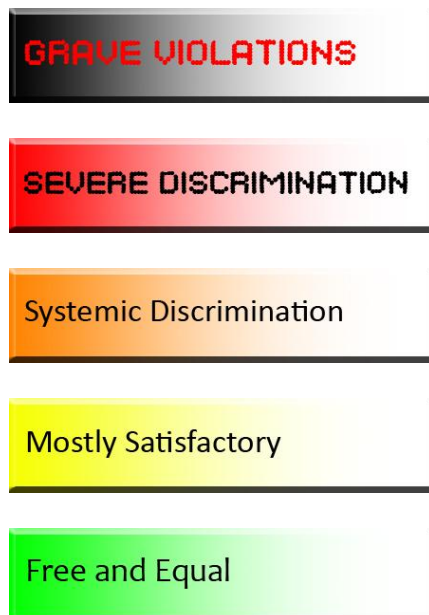 GRAVE VIOLATIONS
SEVERE DISCRIMINATION
Systemic Discrimination
Mostly Satisfactory
Free and Equal